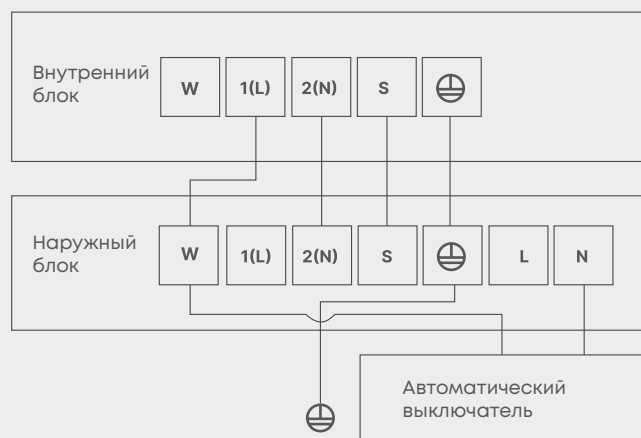 Внутренний
блок
W 1(L) 2(N) S
Наружный
блок
W 1(L) 2(N) S L N
Автоматический
выключатель